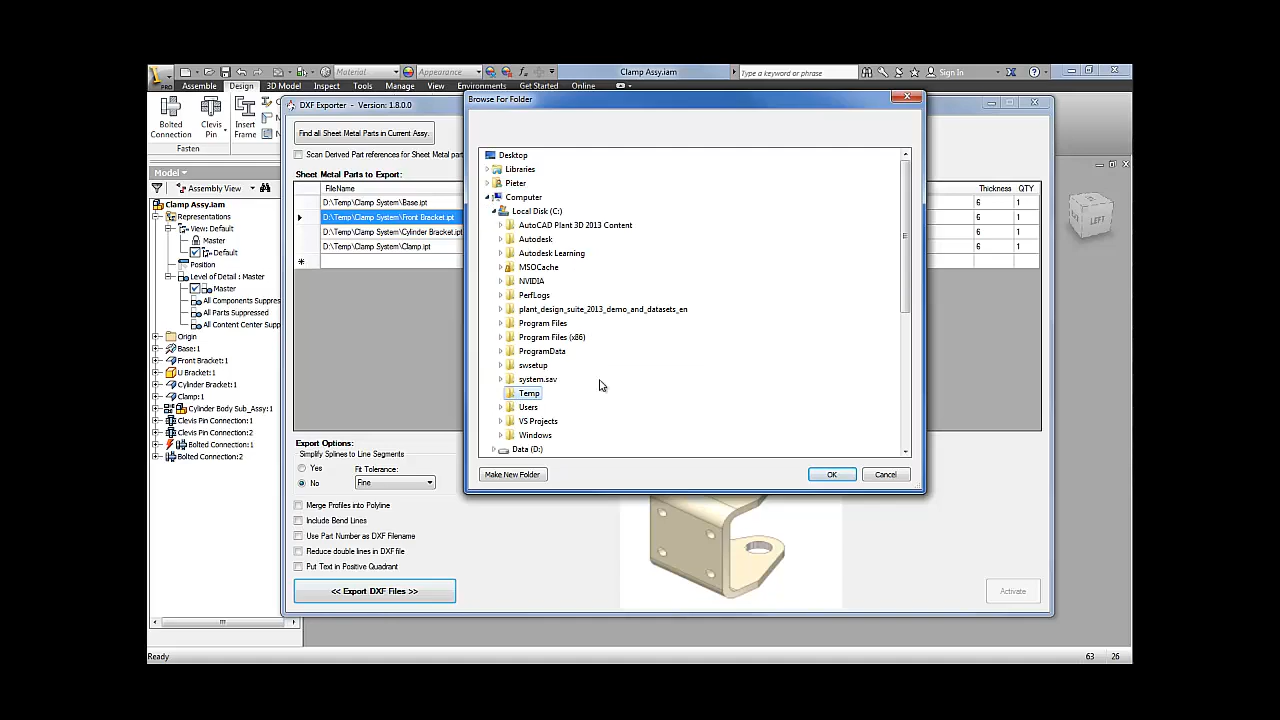 Material
Appearance
Clamp Assy.iam
Type a keyword or phrase
Sign In
PRO
Assemble
Design
3D Model
Inspect
Tools
Manage
View
Environments
Get Started
Online
Bolted Connection
Clevis Pin
Insert Frame
Fasten
Model
Assembly View
Clamp Assy.iam
Representations
View: Default
Master
Default
Position
Level of Detail : Master
Master
All Components Suppres
All Parts Suppressed
All Content Center Supp
Origin
Base:1
Front Bracket:1
U Bracket:1
Cylinder Bracket:1
Clamp:1
Cylinder Body Sub_Assy:1
Clevis Pin Connection:1
Clevis Pin Connection:2
Bolted Connection:1
Bolted Connection:2
DXF Exporter - Version: 1.8.0.0
Find all Sheet Metal Parts in Current Assy.
Scan Derived Part references for Sheet Metal part
Sheet Metal Parts to Export:
FileName
Thickness
QTY
D:\Temp\Clamp System\Base.ipt
6
1
D:\Temp\Clamp System\Front Bracket.ipt
6
1
D:\Temp\Clamp System\Cylinder Bracket.ipt
6
1
D:\Temp\Clamp System\Clamp.ipt
6
1
Export Options:
Simplify Splines to Line Segments
Yes
No
Fit Tolerance:
Fine
Merge Profiles into Polyline
Include Bend Lines
Use Part Number as DXF Filename
Reduce double lines in DXF file
Put Text in Positive Quadrant
<< Export DXF Files >>
Activate
Browse For Folder
Desktop
Libraries
Pieter
Computer
Local Disk (C:)
AutoCAD Plant 3D 2013 Content
Autodesk
Autodesk Learning
MSOCache
NVIDIA
PerfLogs
plant_design_suite_2013_demo_and_datasets_en
Program Files
Program Files (x86)
ProgramData
swsetup
system.sav
Temp
Users
VS Projects
Windows
Data (D:)
Make New Folder
OK
Cancel
LEFT
Ready
63
26